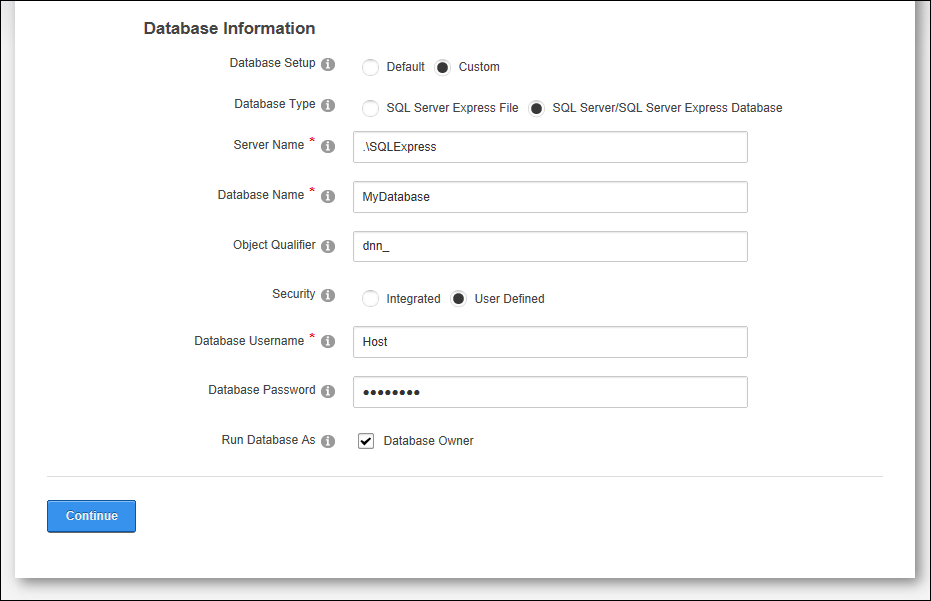 Database Information
Database Setup Default Custom
Database Type SQL Server Express File SQL Server/SQL Server Express Database
Server Name * .\SQLExpress
Database Name * MyDatabase
Object Qualifier dnn_
Security Integrated User Defined
Database Username * Host
Database Password ●●●●●●●●
Run Database As Database Owner
Continue